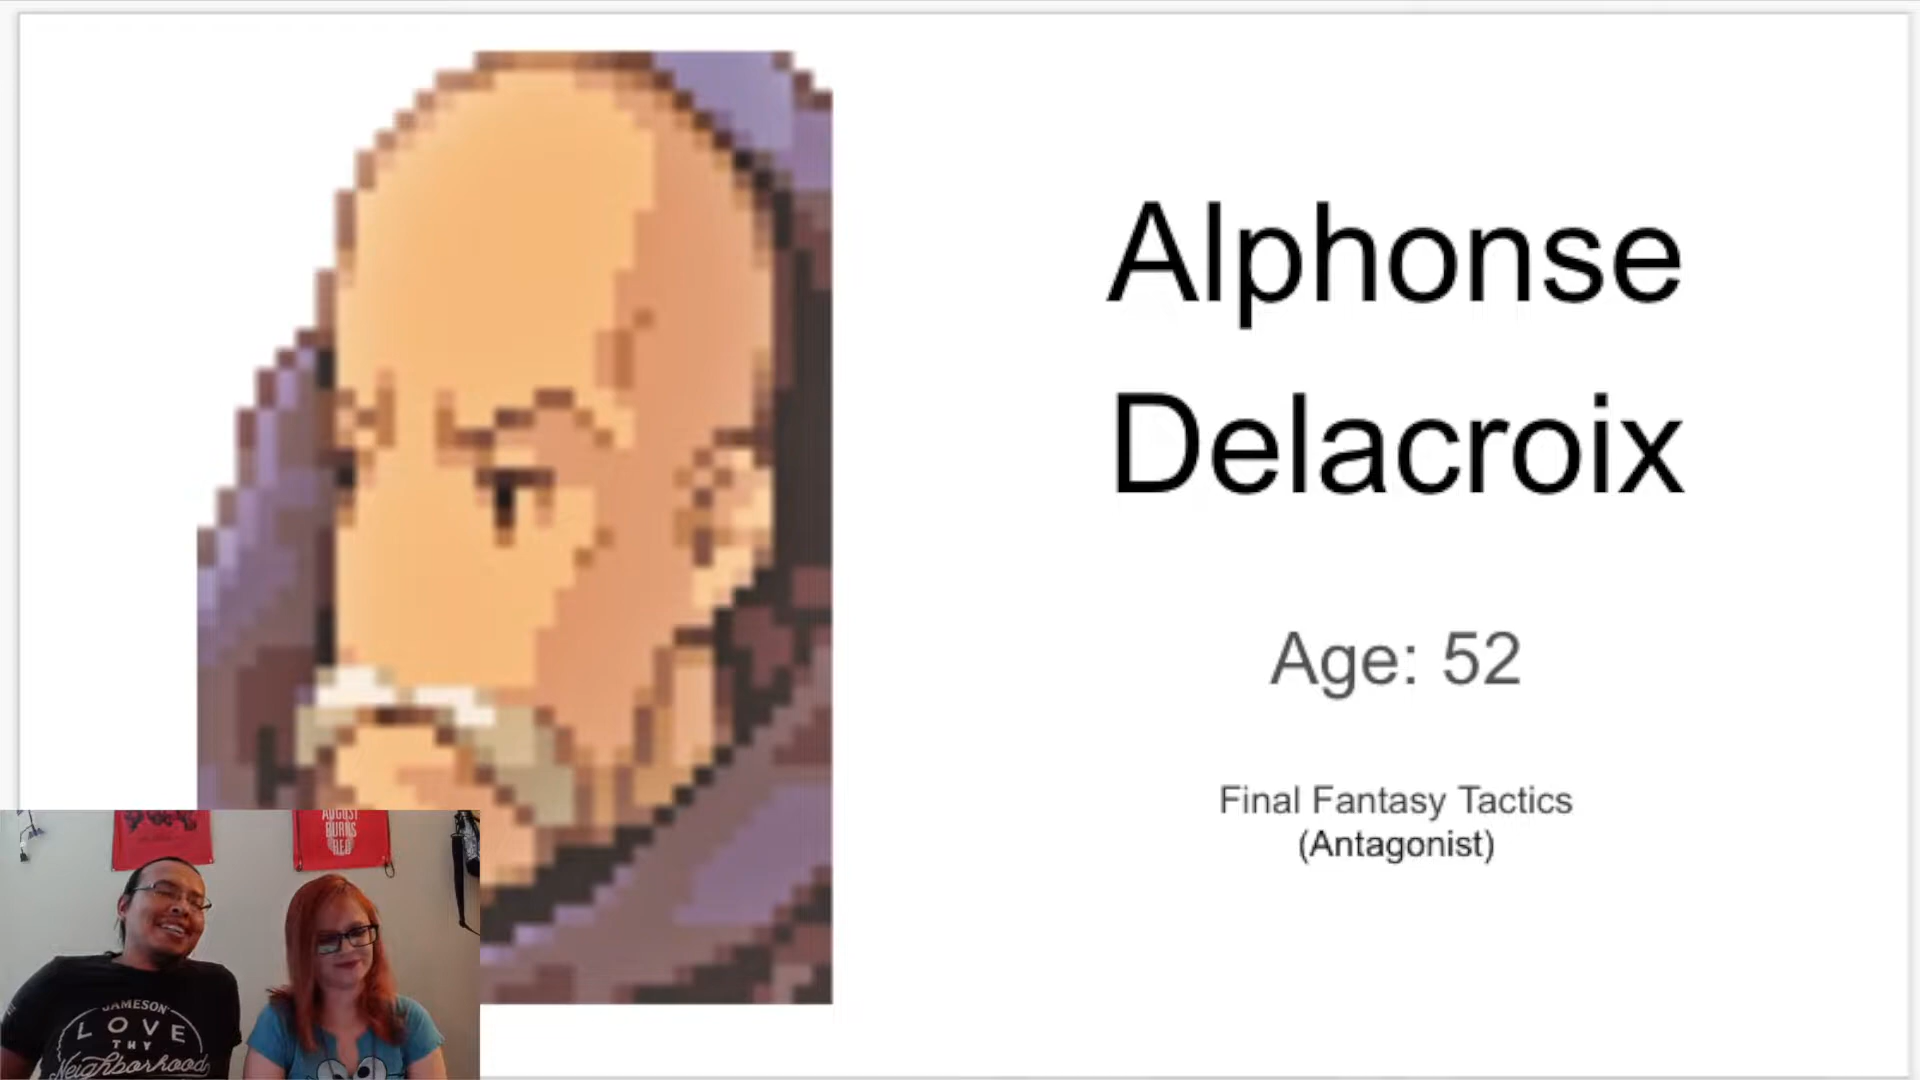 Alphonse
Delacroix
Age: 52
Final Fantasy Tactics
(Antagonist)
AUGUST
BURNS
RED
JAMESON
LOVE
THY
Neighborhood